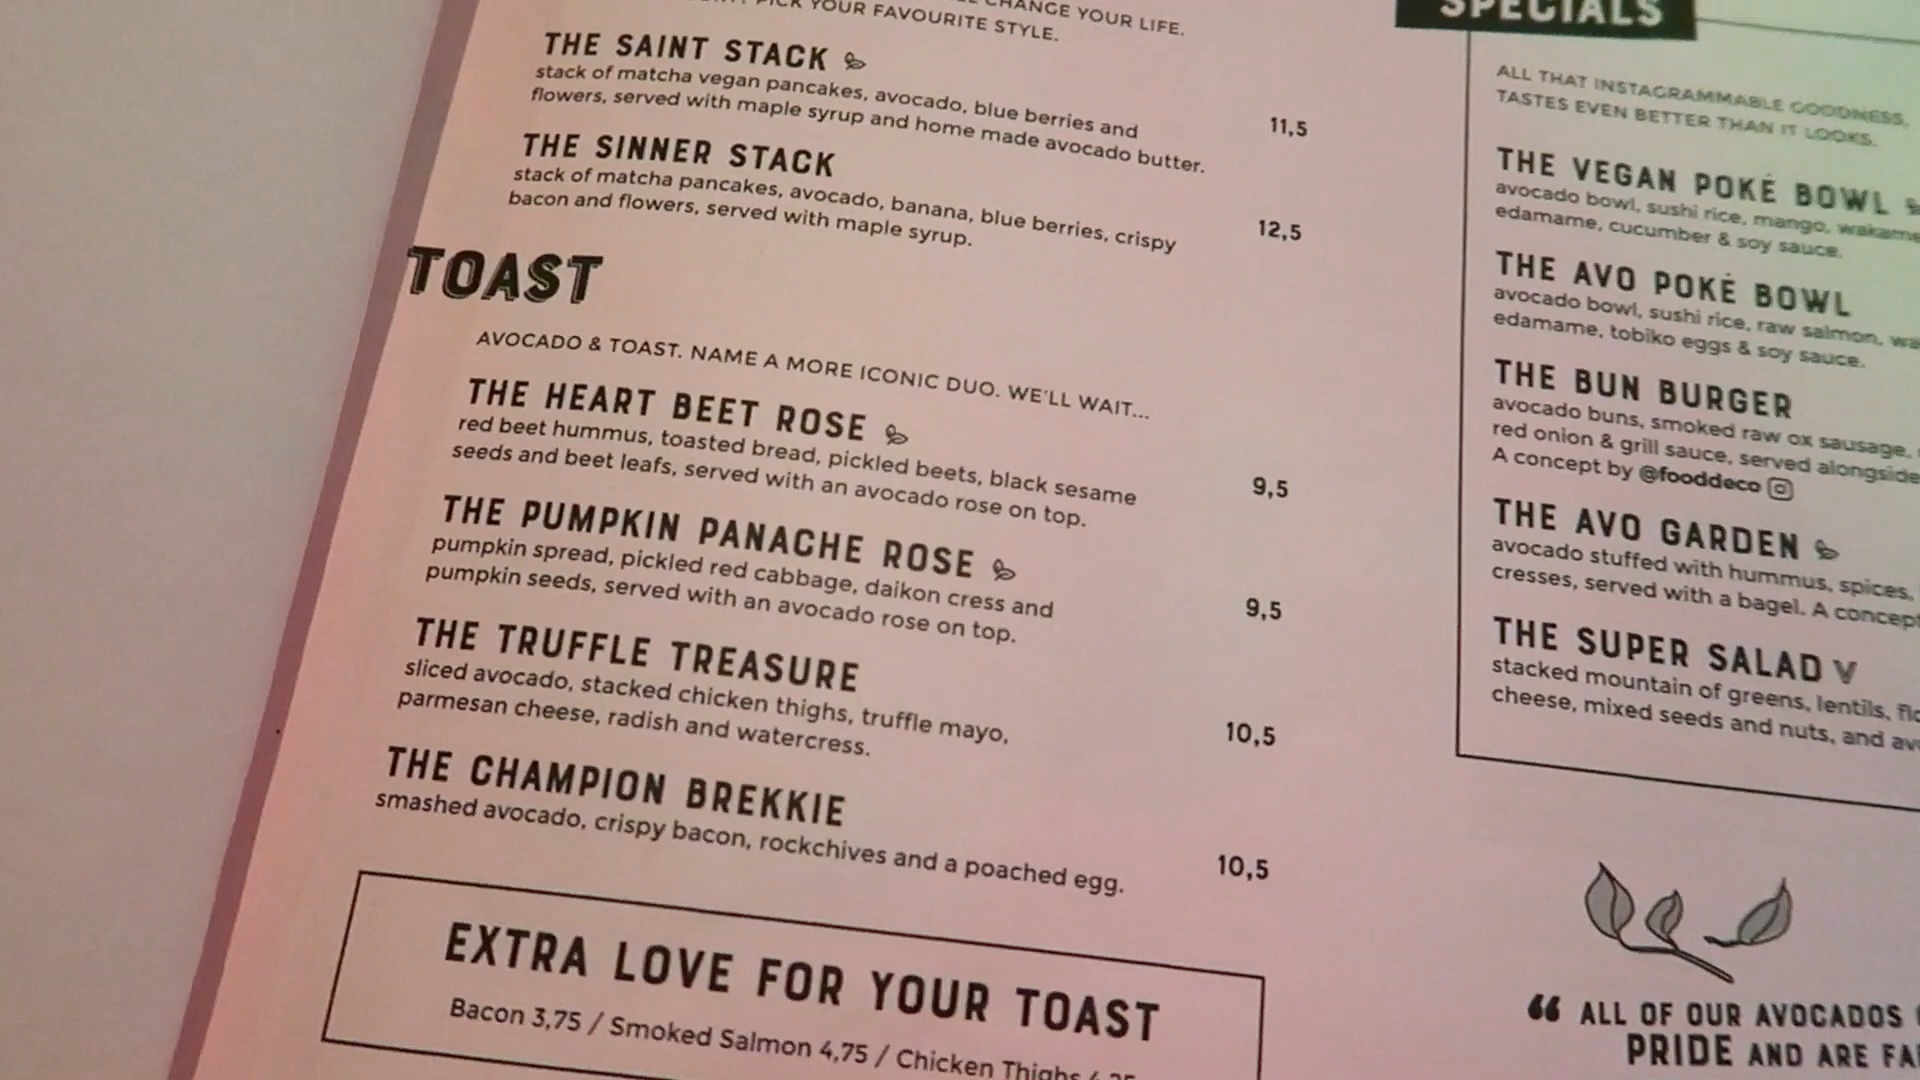 CHANGE YOUR LIFE.
PICK YOUR FAVOURITE STYLE.
THE SAINT STACK
stack of matcha vegan pancakes, avocado, blue berries and
flowers, served with maple syrup and home made avocado butter.
11,5
THE SINNER STACK
stack of matcha pancakes, avocado, banana, blue berries, crispy
bacon and flowers, served with maple syrup.
12,5
TOAST
AVOCADO & TOAST. NAME A MORE ICONIC DUO. WE'LL WAIT...
THE HEART BEET ROSE
red beet hummus, toasted bread, pickled beets, black sesame
seeds and beet leafs, served with an avocado rose on top.
9,5
THE PUMPKIN PANACHE ROSE
pumpkin spread, pickled red cabbage, daikon cress and
pumpkin seeds, served with an avocado rose on top.
9,5
THE TRUFFLE TREASURE
sliced avocado, stacked chicken thighs, truffle mayo,
parmesan cheese, radish and watercress.
10,5
THE CHAMPION BREKKIE
smashed avocado, crispy bacon, rockchives and a poached egg.
10,5
EXTRA LOVE FOR YOUR TOAST
Bacon 3,75 / Smoked Salmon 4,75 / Chicken Thighs
SPECIALS
ALL THAT INSTAGRAMMABLE GOODNESS,
TASTES EVEN BETTER THAN IT LOOKS.
THE VEGAN POKÉ BOWL
avocado bowl, sushi rice, mango, wakame
edamame, cucumber & soy sauce.
THE AVO POKÉ BOWL
avocado bowl, sushi rice, raw salmon,
edamame, tobiko eggs & soy sauce.
THE BUN BURGER
avocado buns, smoked raw ox sausage,
red onion & grill sauce, served alongside
A concept by @fooddeco
THE AVO GARDEN
avocado stuffed with hummus, spices,
cresses, served with a bagel. A concept
THE SUPER SALAD V
stacked mountain of greens, lentils,
cheese, mixed seeds and nuts, and
“ ALL OF OUR AVOCADOS
PRIDE AND ARE